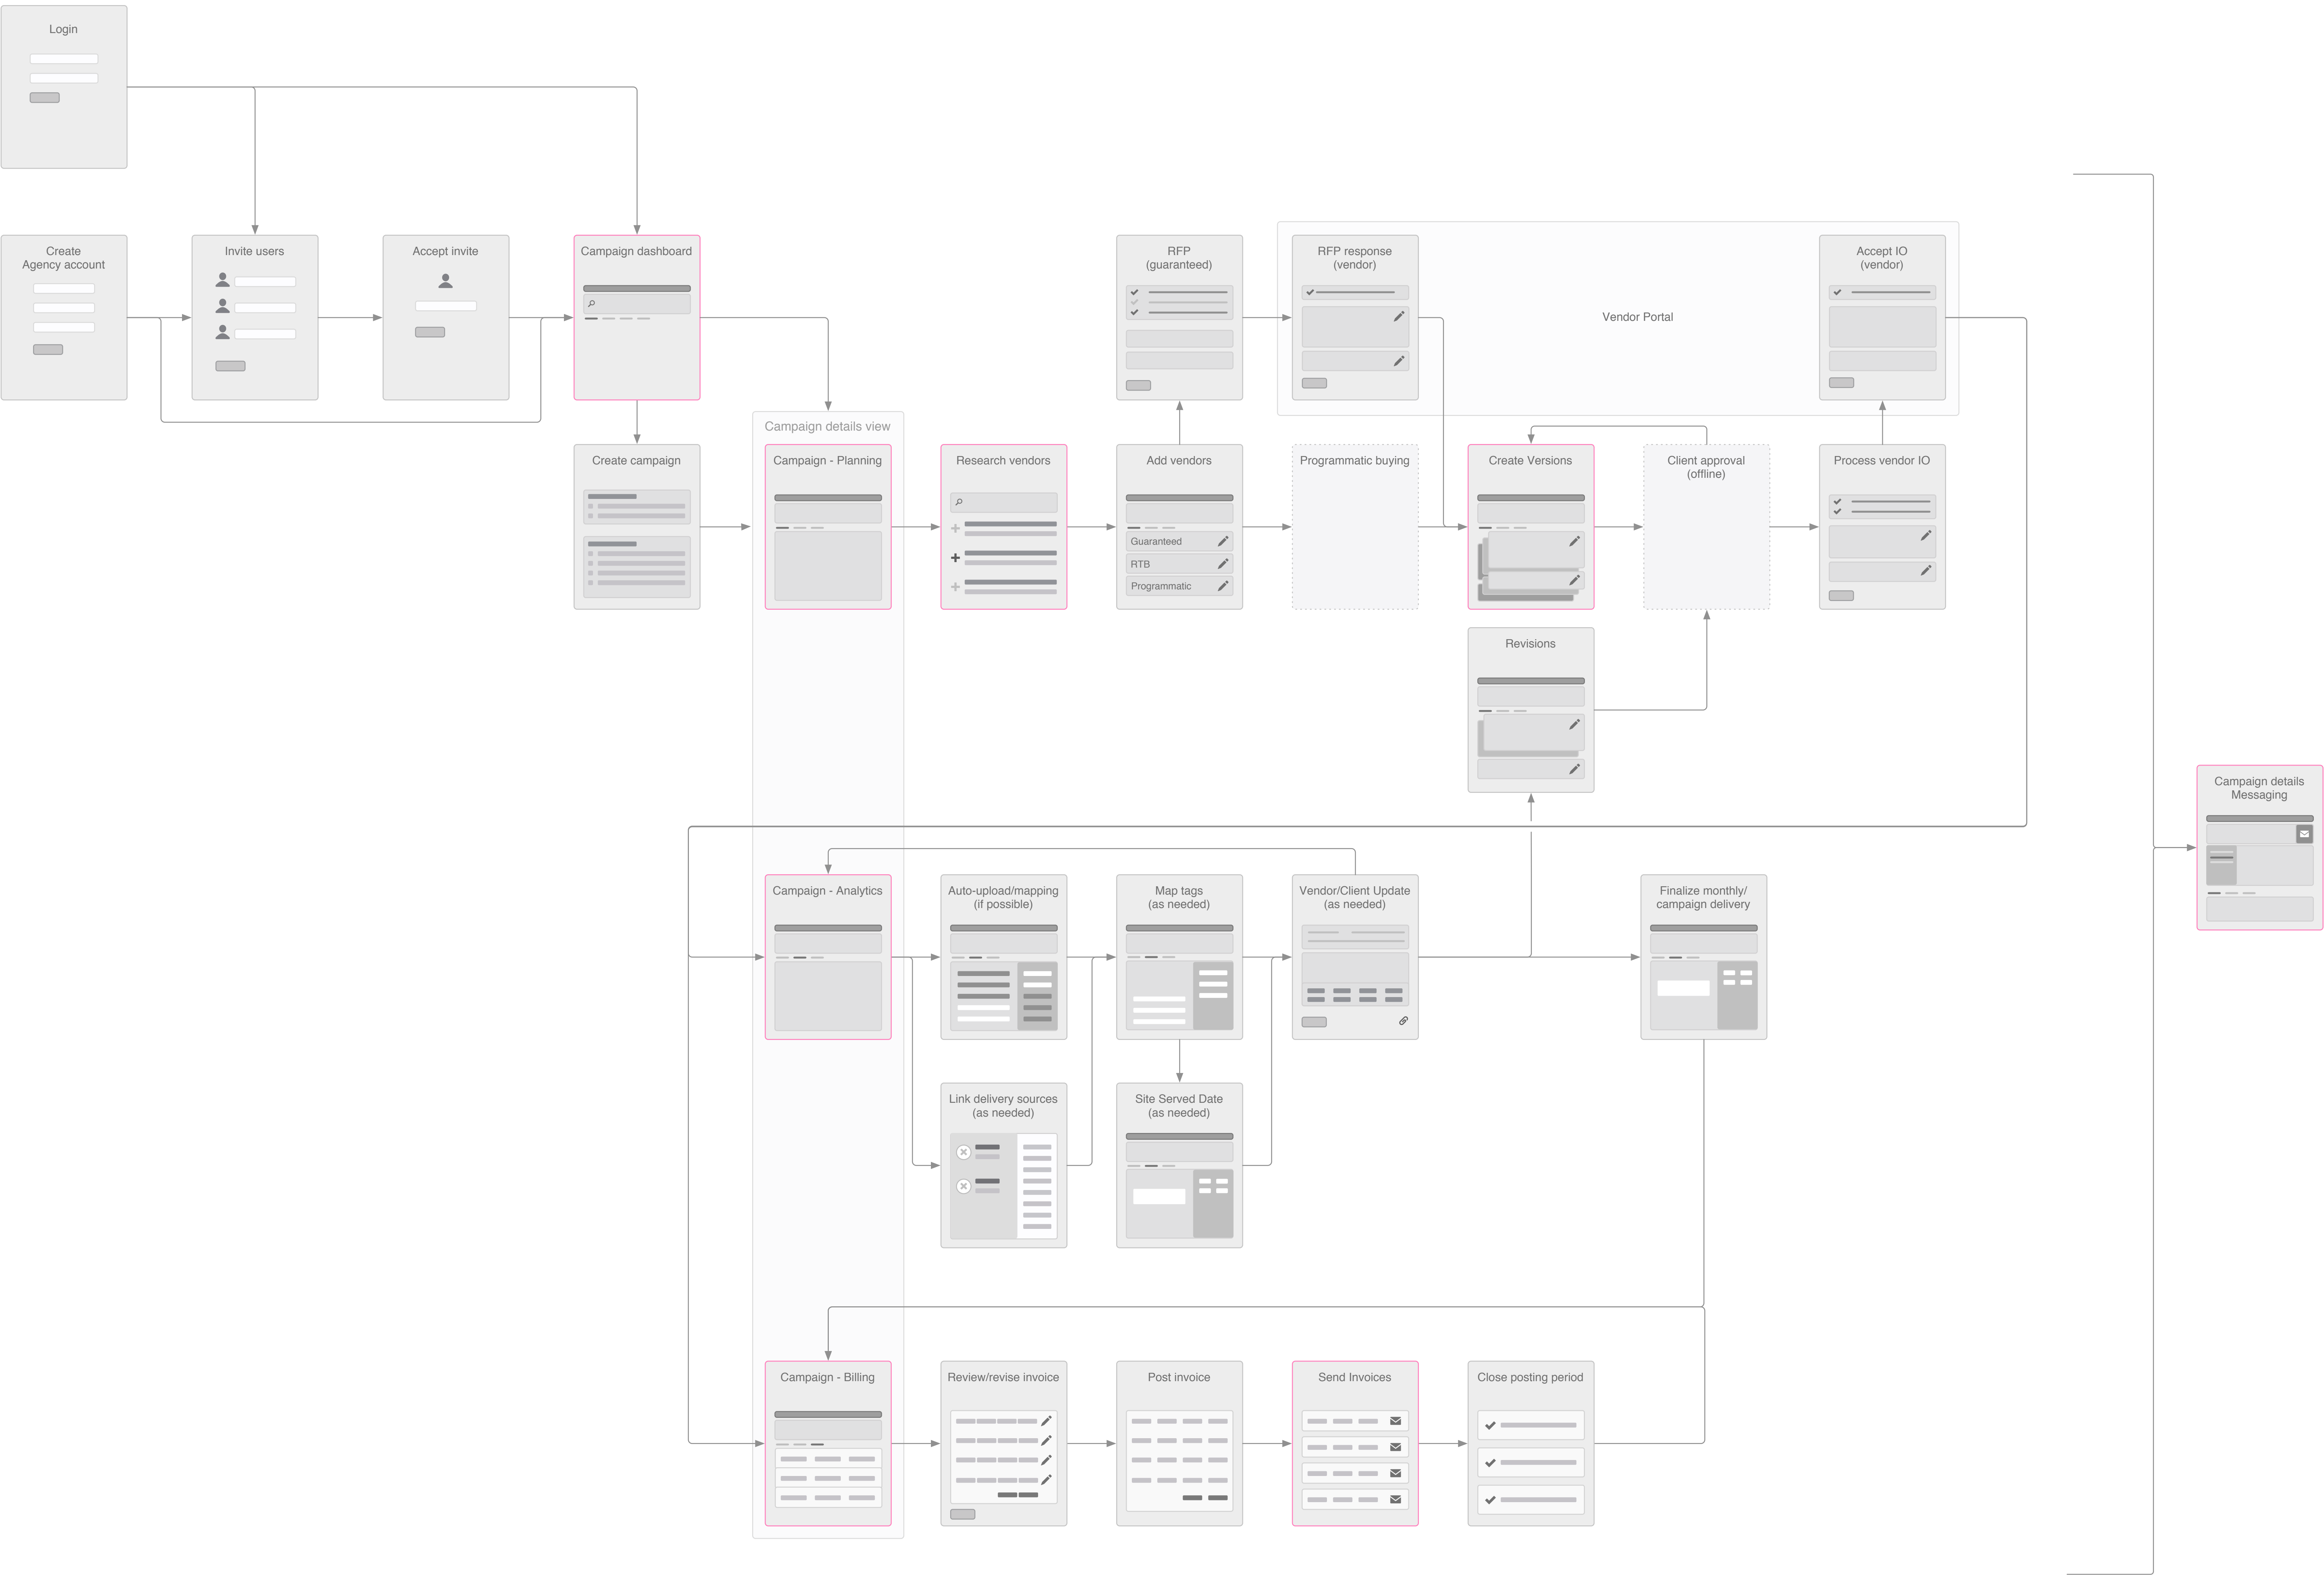 Login
Create
Agency account
Invite users
Accept invite
Campaign dashboard
RFP
(guaranteed)
RFP response
(vendor)
Vendor Portal
Accept IO
(vendor)
Campaign details view
Create campaign
Campaign - Planning
Research vendors
Add vendors
Guaranteed
RTB
Programmatic
Programmatic buying
Create Versions
Client approval
(offline)
Process vendor IO
Revisions
Campaign details
Messaging
Campaign - Analytics
Auto-upload/mapping
(if possible)
Map tags
(as needed)
Vendor/Client Update
(as needed)
Finalize monthly/
campaign delivery
Link delivery sources
(as needed)
Site Served Date
(as needed)
Campaign - Billing
Review/revise invoice
Post invoice
Send Invoices
Close posting period